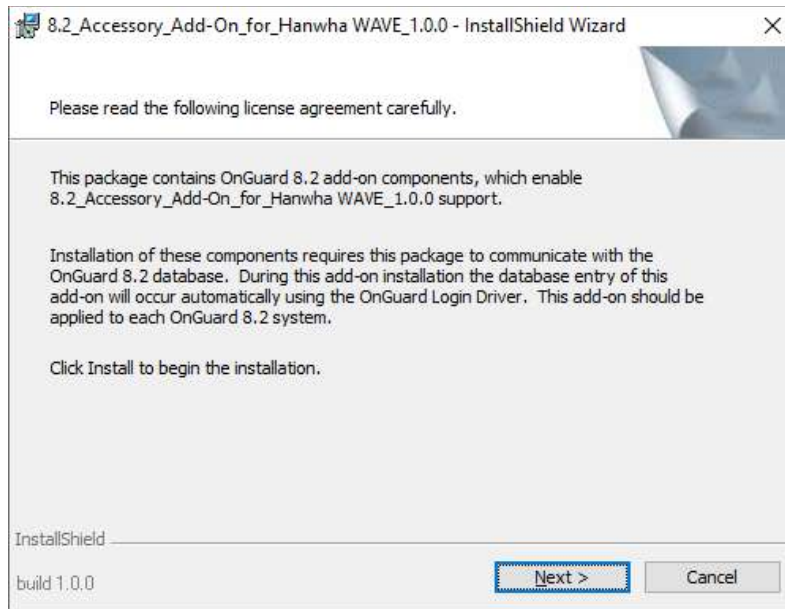 8.2_Accessory_Add-On_for_Hanwha WAVE_1.0.0 - InstallShield Wizard
Please read the following license agreement carefully.
This package contains OnGuard 8.2 add-on components, which enable
8.2_Accessory_Add-On_for_Hanwha WAVE_1.0.0 support.
Installation of these components requires this package to communicate with the
OnGuard 8.2 database.  During this add-on installation the database entry of this
add-on will occur automatically using the OnGuard Login Driver.  This add-on should be
applied to each OnGuard 8.2 system.
Click Install to begin the installation.
InstallShield
build 1.0.0
Next >
Cancel